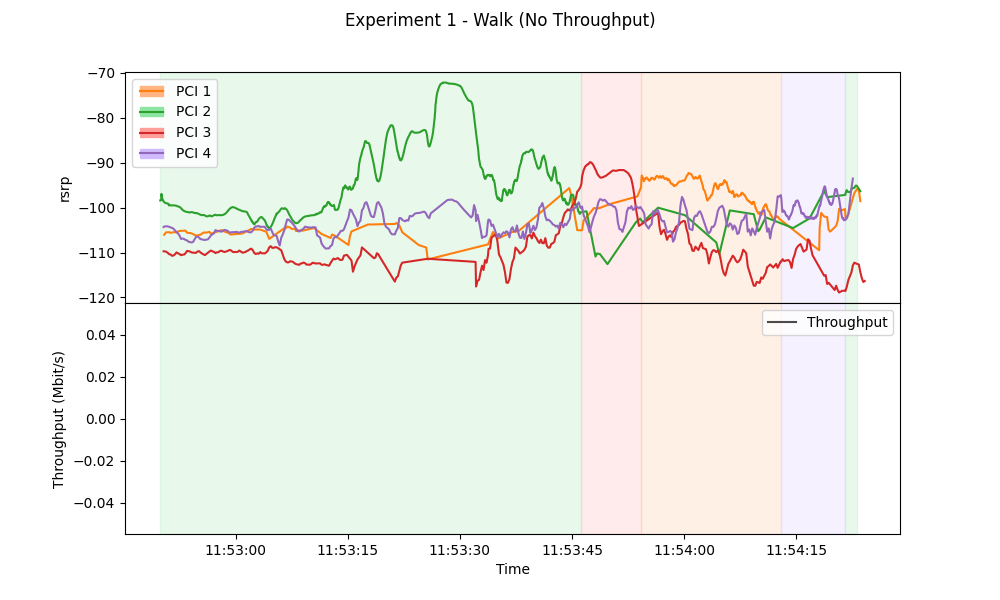 Experiment 1 - Walk (No Throughput)
−70
−80
−90
−100
−110
−120
rsrp
PCI 1
PCI 2
PCI 3
PCI 4
0.04
0.02
0.00
−0.02
−0.04
Throughput (Mbit/s)
Throughput
11:53:00 11:53:15 11:53:30 11:53:45 11:54:00 11:54:15
Time